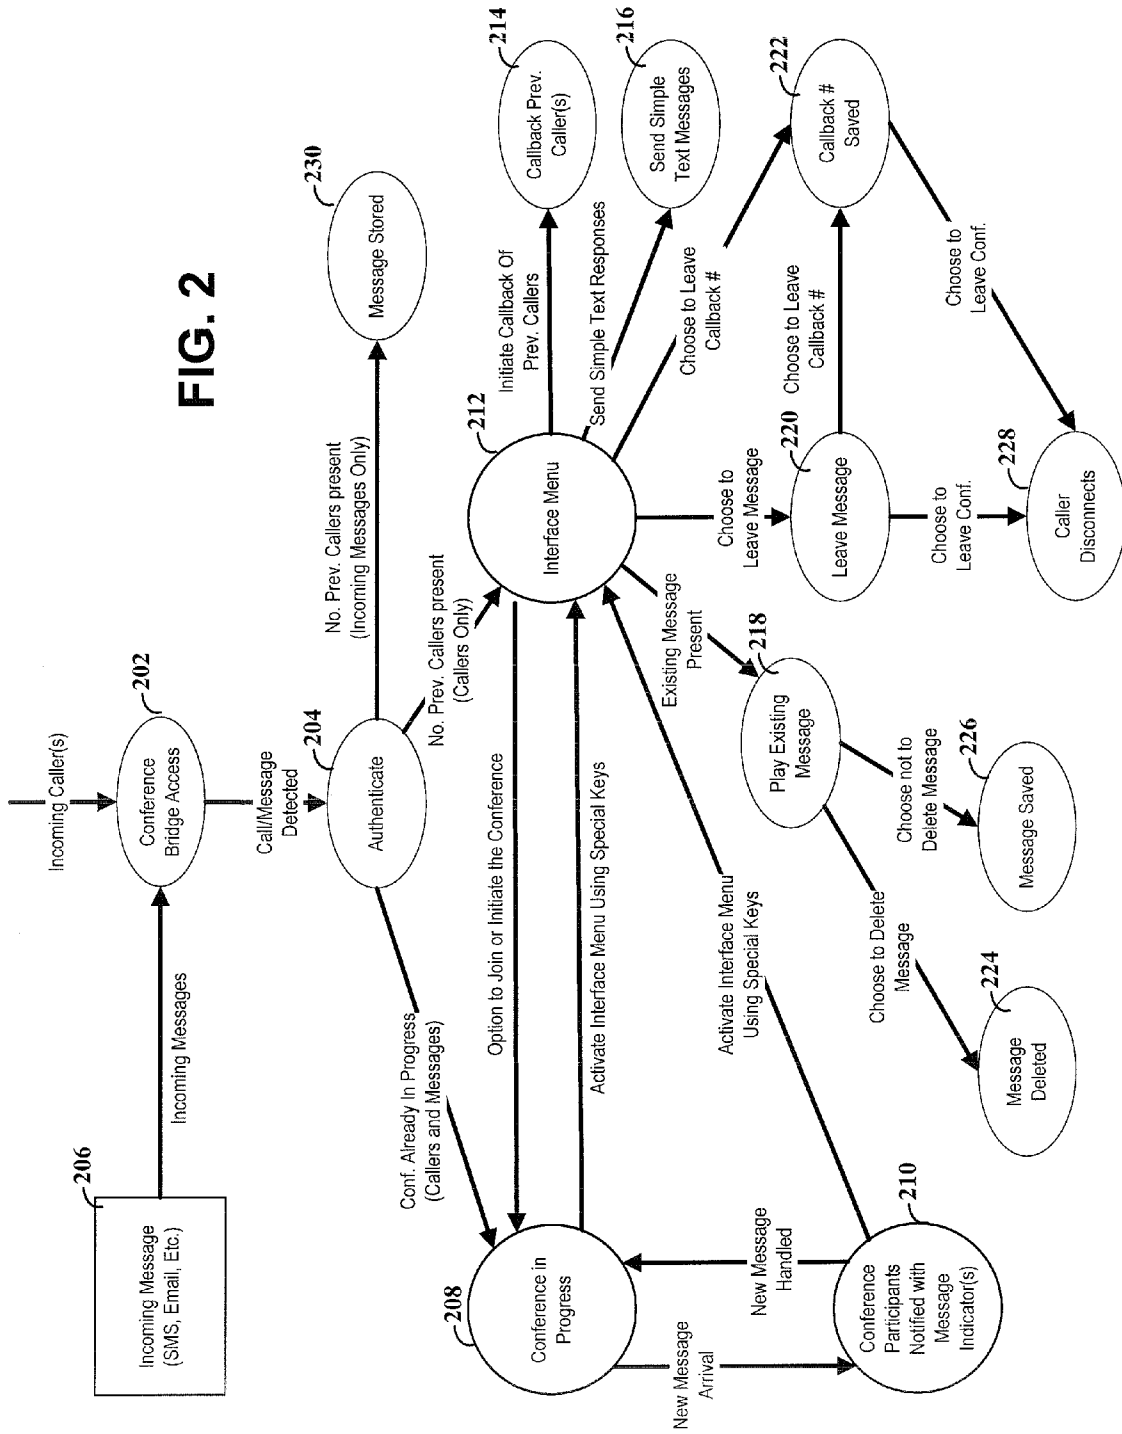 FIG. 2
Incoming Message
(SMS, Email, Etc.)
206
Incoming Messages
Incoming Caller(s)
Conference
Bridge Access
202
Call/Message
Detected
Authenticate
204
No. Prev. Callers present
(Incoming Messages Only)
Message Stored
230
Conf. Already In Progress
(Callers and Messages)
No. Prev. Callers present
(Callers Only)
Option to Join or Initiate the Conference
Activate Interface Menu Using Special Keys
Conference in
Progress
208
Interface Menu
212
Initiate Callback Of
Prev. Callers
Callback Prev.
Caller(s)
214
Send Simple Text Responses
Send Simple
Text Messages
216
Choose to Leave
Callback #
Callback #
Saved
222
New Message
Arrival
New Message
Handled
Activate Interface Menu
Using Special Keys
Existing Message
Present
Choose to
Leave Message
Conference
Participants
Notified with
Message
Indicator(s)
210
Play Existing
Message
218
Leave Message
220
Choose to Leave
Callback #
Choose to Delete
Message
Choose not to
Delete Message
Choose to
Leave Conf.
Choose to
Leave Conf.
Message
Deleted
224
Message Saved
226
Caller
Disconnects
228